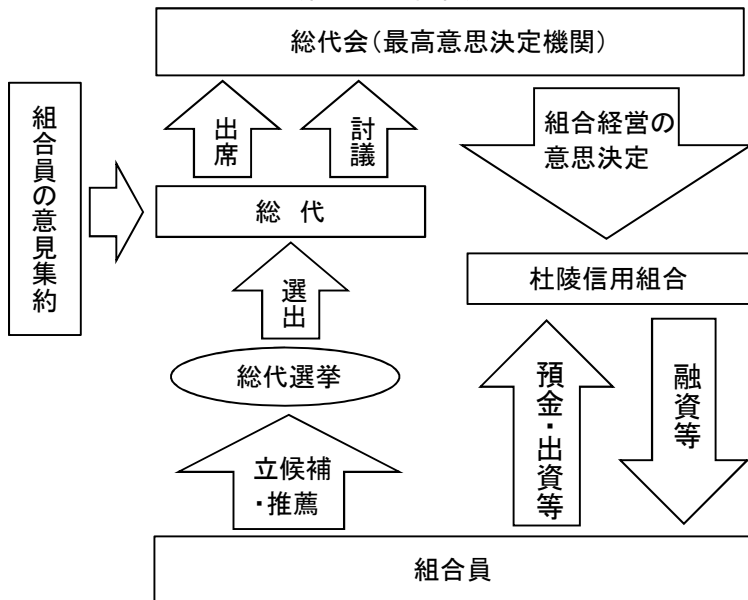 総代会（最高意思決定機関）
出席
討議
組合経営の
意思決定
組合員の意見集約
総 代
杜陵信用組合
選出
総代選挙
預金・出資等
融資等
立候補
・推薦
組合員